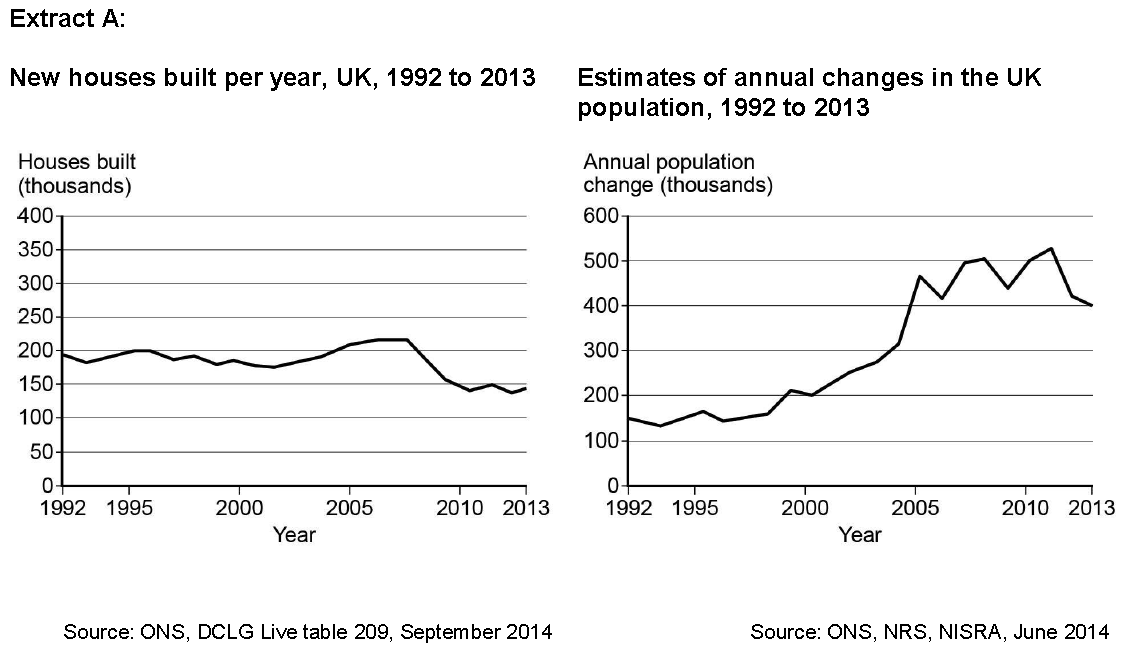 Extract A:
New houses built per year, UK, 1992 to 2013
Houses built
(thousands)
400
350
300
250
200
150
100
50
0
1992 1995 2000 2005 2010 2013
Year
Source: ONS, DCGL Live table 209, September 2014
Estimates of annual changes in the UK
population, 1992 to 2013
Annual population
change (thousands)
600
500
400
300
200
100
0
1992 1995 2000 2005 2010 2013
Year
Source: ONS, NRS, NISRA, June 2014